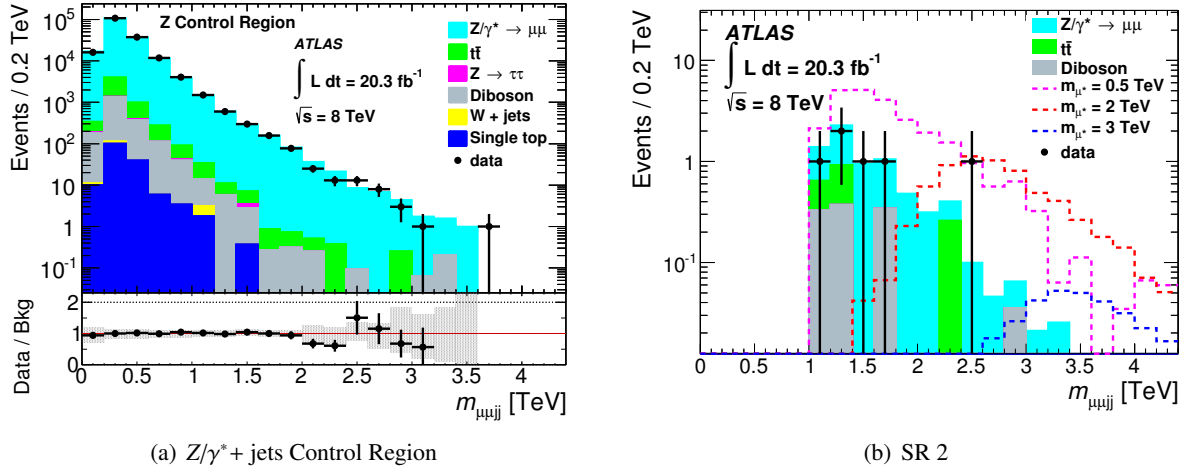 Z Control Region
ATLAS
∫ L dt = 20.3 fb⁻¹
√s = 8 TeV
Z/γ* → μμ
tt̄
Z → ττ
Diboson
W + jets
Single top
data
Events / 0.2 TeV
10⁵
10⁴
10³
10²
10
1
10⁻¹
Data / Bkg
2
1
0
0 0.5 1 1.5 2 2.5 3 3.5 4
m_μμjj [TeV]
(a) Z/γ*+ jets Control Region
ATLAS
∫ L dt = 20.3 fb⁻¹
√s = 8 TeV
Z/γ* → μμ
tt̄
Diboson
m_μ* = 0.5 TeV
m_μ* = 2 TeV
m_μ* = 3 TeV
data
Events / 0.2 TeV
10
1
10⁻¹
0 0.5 1 1.5 2 2.5 3 3.5 4
m_μμjj [TeV]
(b) SR 2